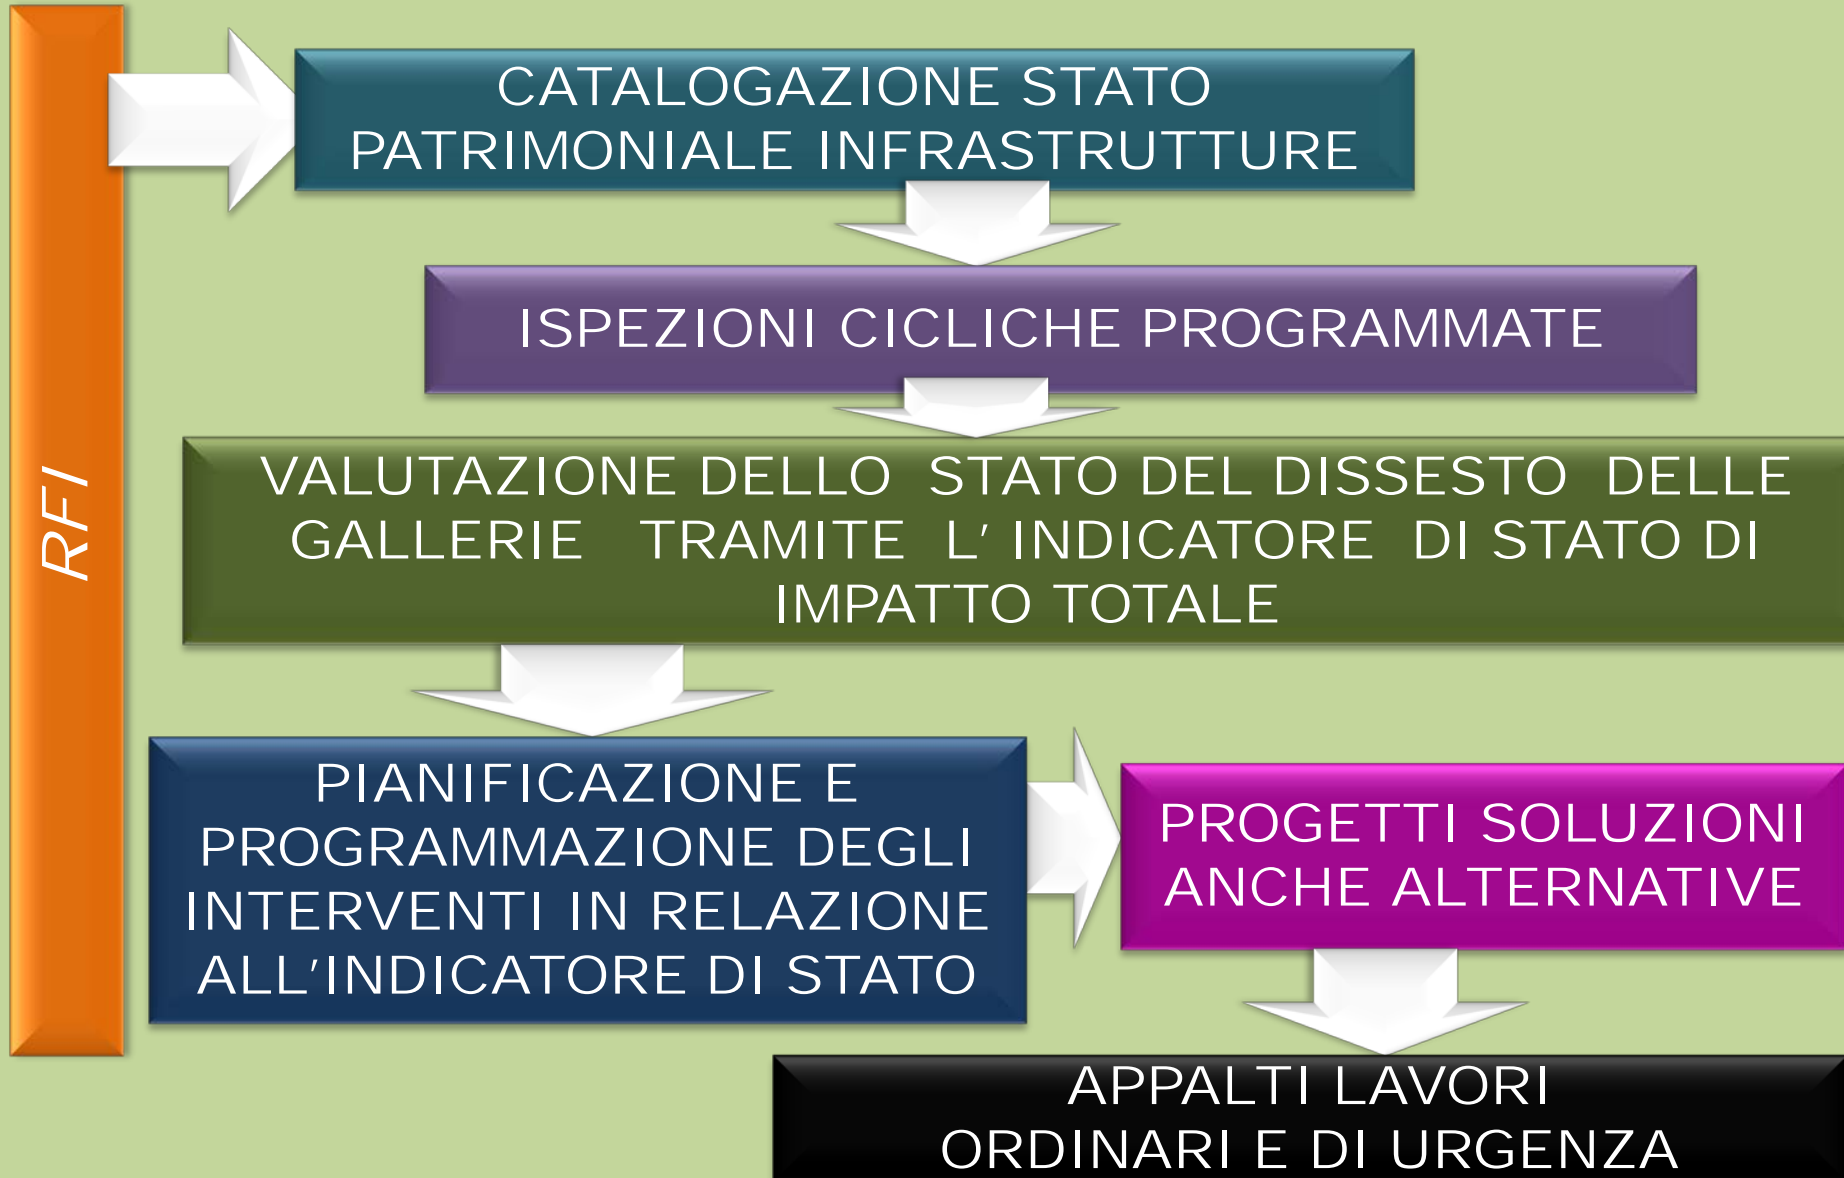 RFI
CATALOGAZIONE STATO
PATRIMONIALE INFRASTRUTTURE
ISPEZIONI CICLICHE PROGRAMMATE
VALUTAZIONE DELLO STATO DEL DISSESTO DELLE
GALLERIE TRAMITE L' INDICATORE DI STATO DI
IMPATTO TOTALE
PIANIFICAZIONE E
PROGRAMMAZIONE DEGLI
INTERVENTI IN RELAZIONE
ALL'INDICATORE DI STATO
PROGETTI SOLUZIONI
ANCHE ALTERNATIVE
APPALTI LAVORI
ORDINARI E DI URGENZA